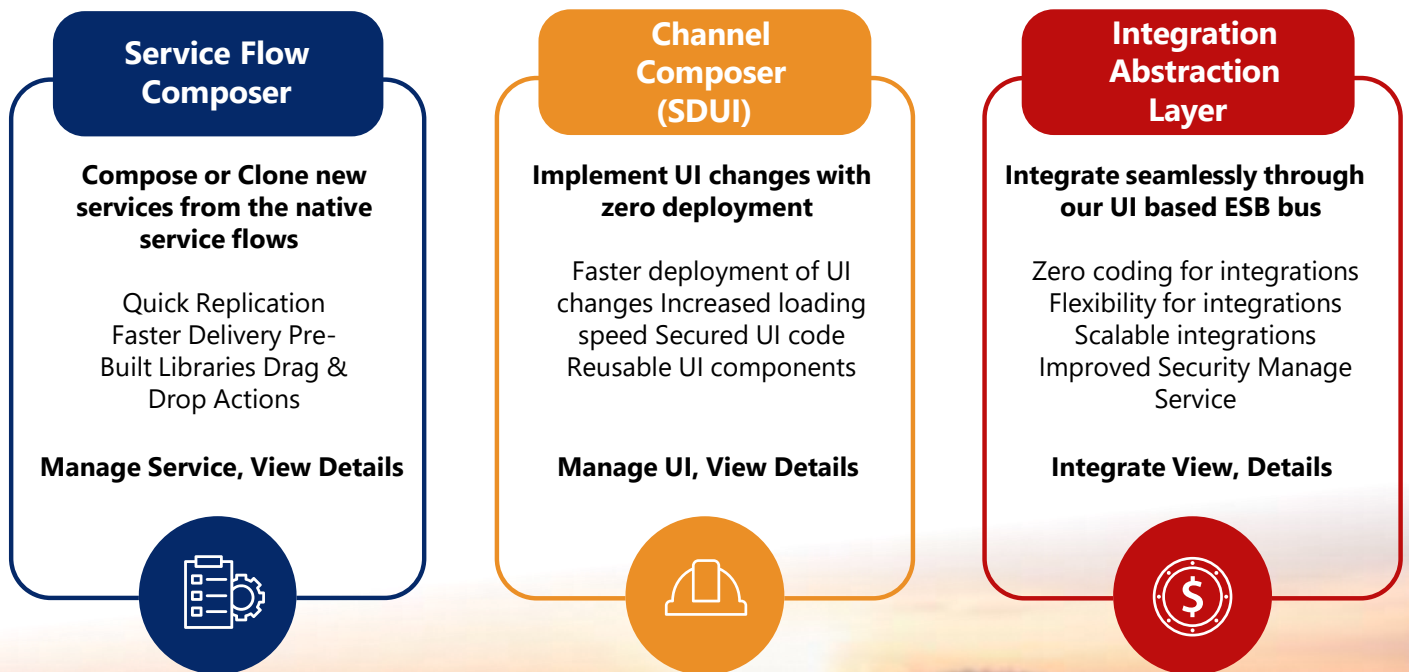 Service Flow
Composer
Compose or Clone new
services from the native
service flows
Quick Replication
Faster Delivery Pre-
Built Libraries Drag &
Drop Actions
Manage Service, View Details
Channel
Composer
(SDUI)
Implement UI changes with
zero deployment
Faster deployment of UI
changes Increased loading
speed Secured UI code
Reusable UI components
Manage UI, View Details
Integration
Abstraction
Layer
Integrate seamlessly through
our UI based ESB bus
Zero coding for integrations
Flexibility for integrations
Scalable integrations
Improved Security Manage
Service
Integrate View, Details
$